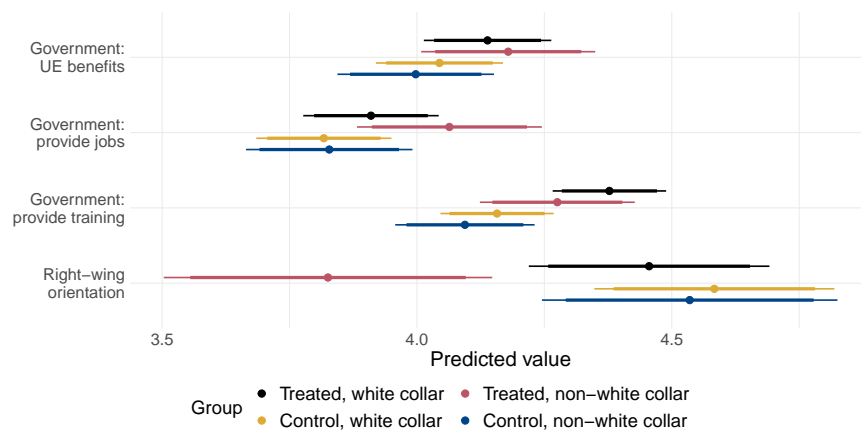 Government:
UE benefits
Government:
provide jobs
Government:
provide training
Right−wing
orientation
3.5 4.0 4.5
Predicted value
Group
Treated, white collar Treated, non−white collar
Control, white collar Control, non−white collar